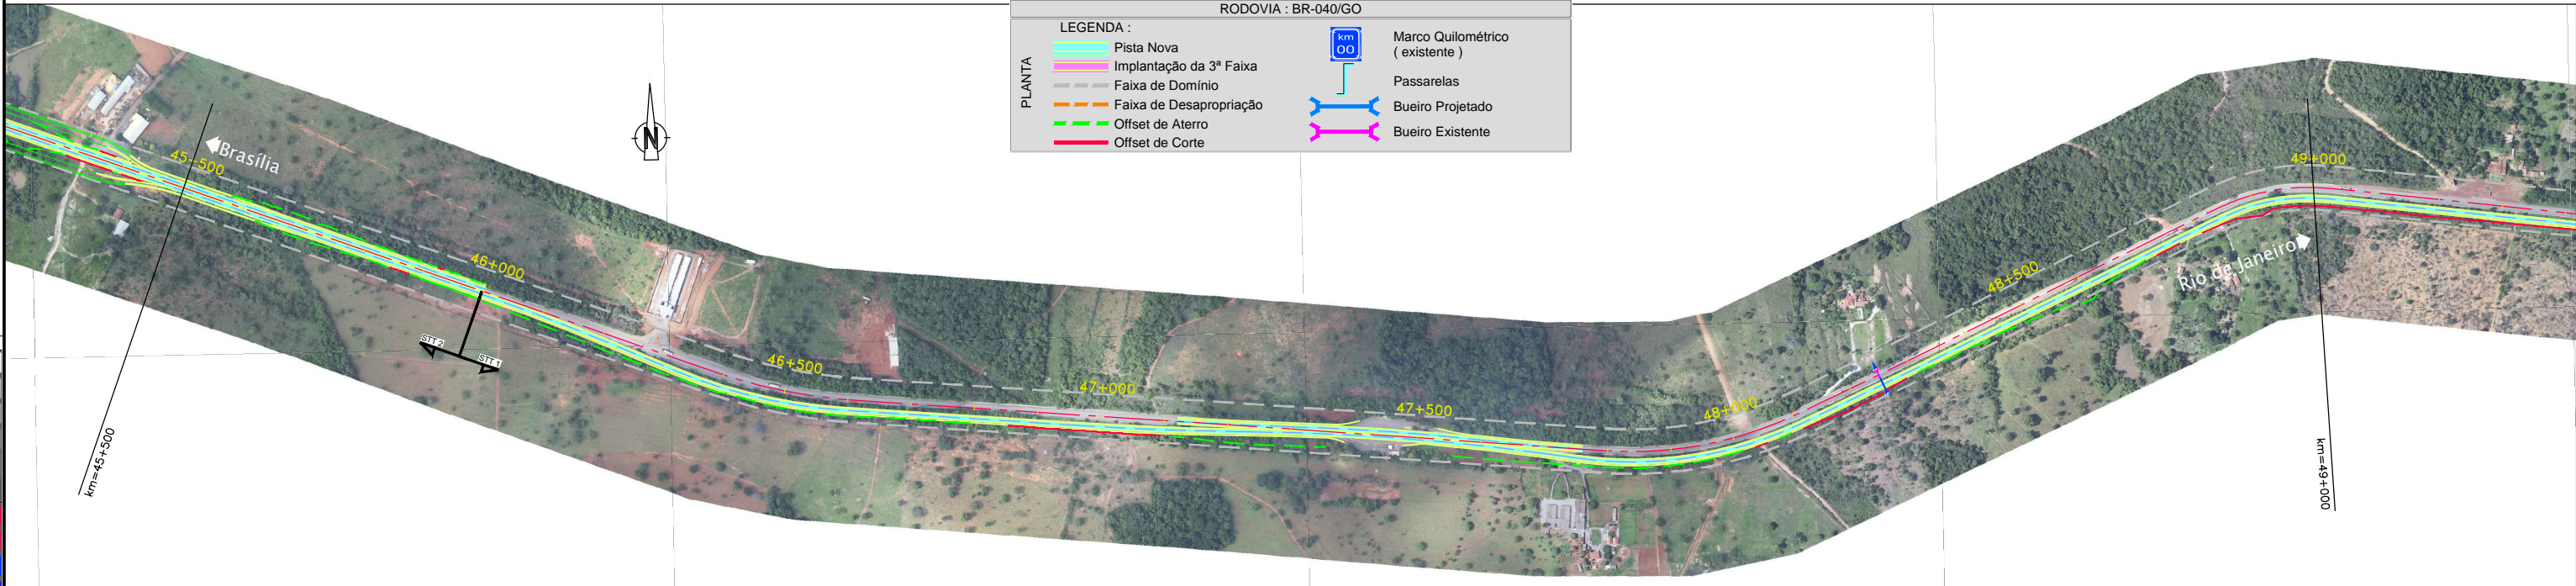 RODOVIA : BR-040/GO
LEGENDA :
PLANTA
Pista Nova
Implantação da 3ª Faixa
Faixa de Domínio
Faixa de Desapropriação
Offset de Aterro
Offset de Corte
km
00
Marco Quilométrico
( existente )
Passarelas
Bueiro Projetado
Bueiro Existente
N
Brasília
45+500
46+000
46+500
47+000
47+500
48+000
48+500
49+000
Rio de Janeiro
STT 2
STT 1
km=45+500
km=49+000